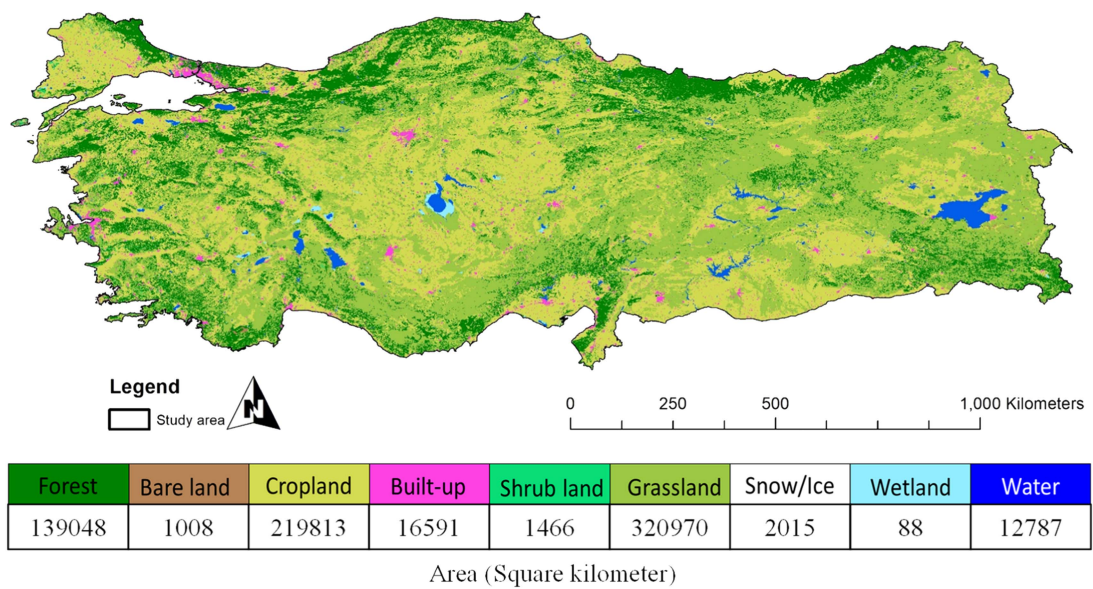 Legend
Study area
N
0 250 500 1,000 Kilometers
Forest Bare land Cropland Built-up Shrub land Grassland Snow/Ice Wetland Water
139048 1008 219813 16591 1466 320970 2015 88 12787
Area (Square kilometer)